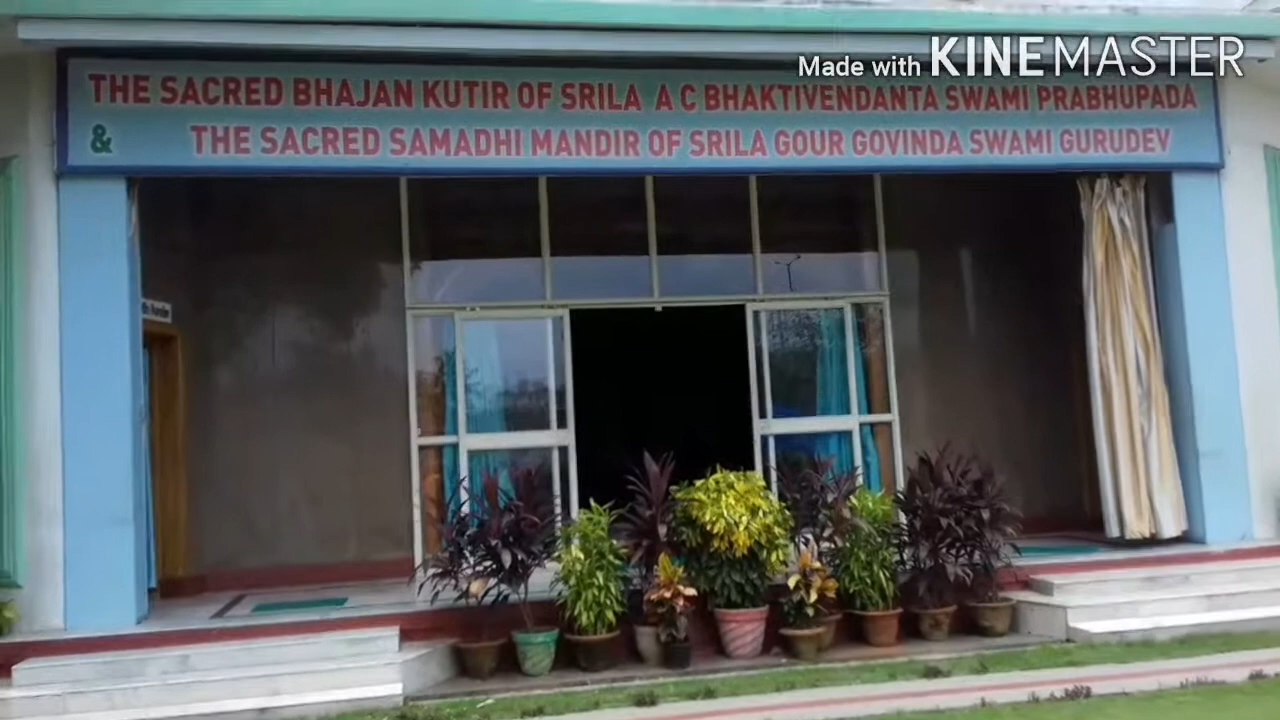 Made with KINEMASTER
THE SACRED BHAJAN KUTIR OF SRILA A C BHAKTIVENDANTA SWAMI PRABHUPADA
& THE SACRED SAMADHI MANDIR OF SRILA GOUR GOVINDA SWAMI GURUDEV